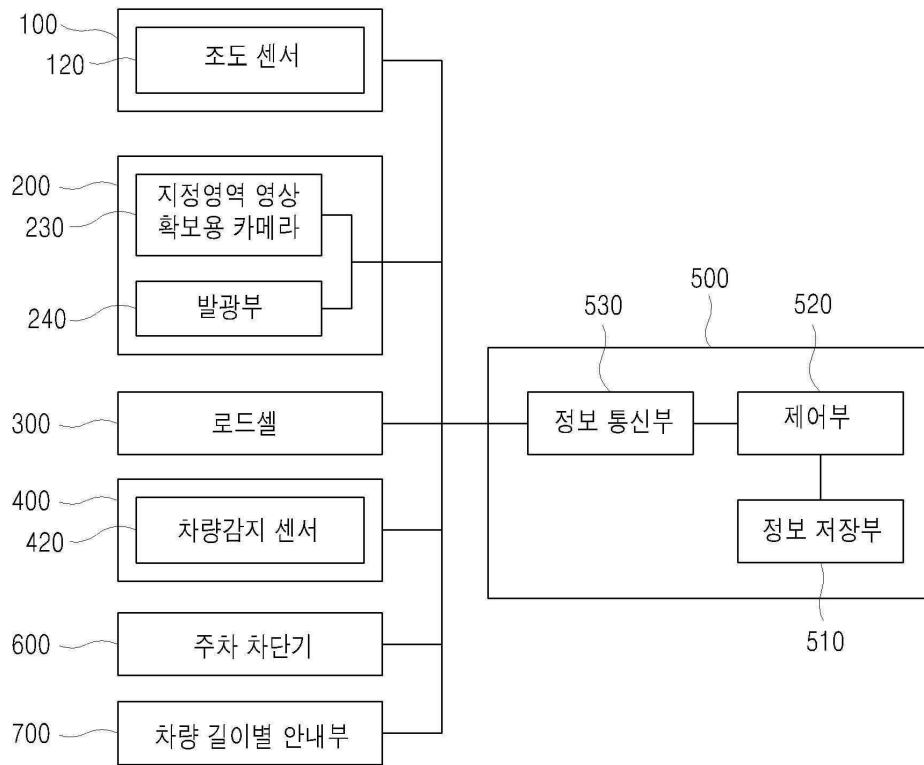 100
120
조도 센서
200
230
지정영역 영상
확보용 카메라
240
발광부
300
로드셀
400
420
차량감지 센서
600
주차 차단기
700
차량 길이별 안내부
500
530
520
정보 통신부
제어부
정보 저장부
510